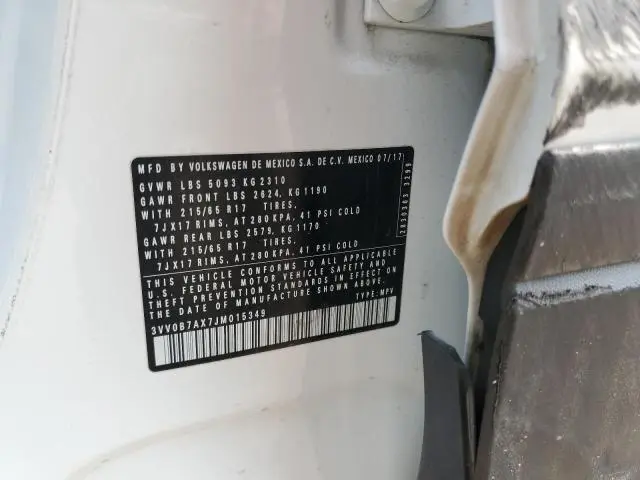 MFD BY VOLKSWAGEN DE MEXICO S.A. DE C.V. MEXICO 07/17
GVWR LBS 5093 KG 2310
GAWR FRONT LBS 2624, KG 1190
WITH 215/65 R17 TIRES.
7JX17 RIMS, AT 280 KPA, 41 PSI COLD
GAWR REAR LBS 2579, KG 1170
WITH 215/65 R17 TIRES.
7JX17 RIMS, AT 280 KPA, 41 PSI COLD
THIS VEHICLE CONFORMS TO ALL APPLICABLE
U.S. FEDERAL MOTOR VEHICLE SAFETY AND
THEFT PREVENTION STANDARDS IN EFFECT ON
THE DATE OF MANUFACTURE SHOWN ABOVE.
TYPE: MPV
3VV0B7AX7JM015349
2030303 3299